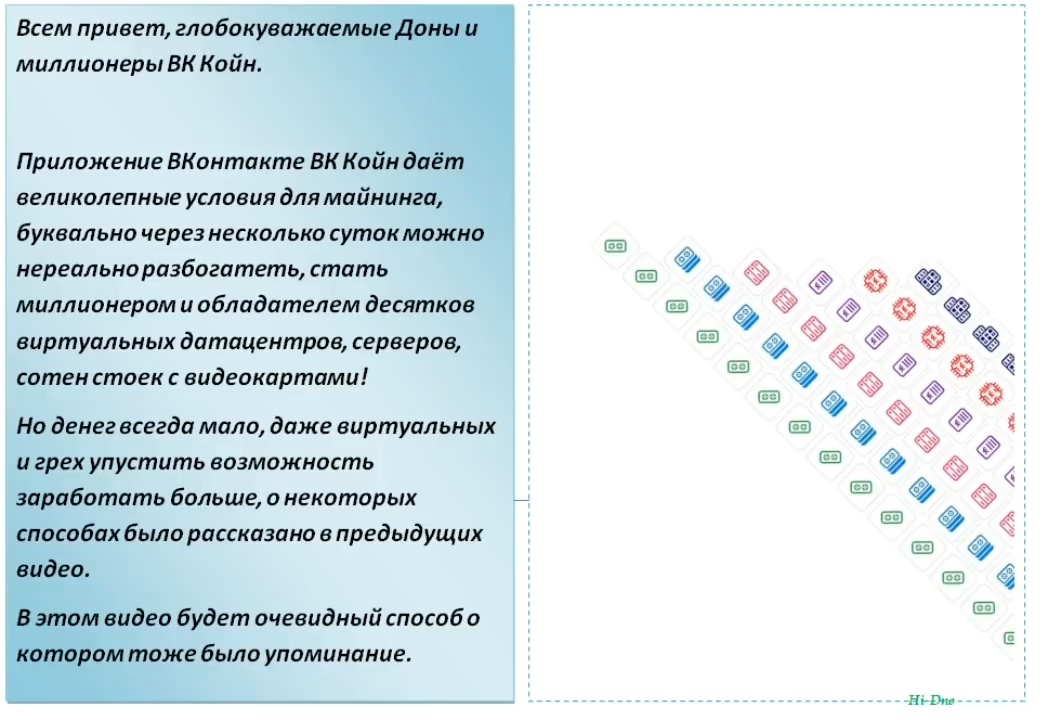 Всем привет, глобокуважаемые Доны и
миллионеры ВК Койн.
Приложение ВКонтакте ВК Койн даёт
великолепные условия для майнинга,
буквально через несколько суток можно
нереально разбогатеть, стать
миллионером и обладателем десятков
виртуальных датацентров, серверов,
сотен стоек с видеокартами!
Но денег всегда мало, даже виртуальных
и грех упустить возможность
заработать больше, о некоторых
способах было рассказано в предыдущих
видео.
В этом видео будет очевидный способ о
котором тоже было упоминание.
Hi-Dne